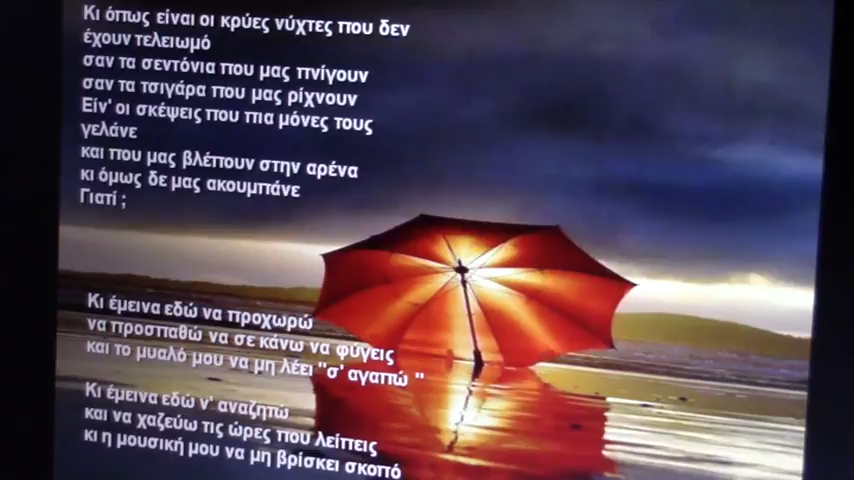 Κι όπως είναι οι κρύες νύχτες που δεν
έχουν τελειωμό
σαν τα σεντόνια που μας πνίγουν
σαν τα τσιγάρα που μας ρίχνουν
Είν' οι σκέψεις που πια μόνες τους
γελάνε
και που μας βλέπουν στην αρένα
κι όμως δε μας ακουμπάνε
Γιατί ;
Κι έμεινα εδώ να προχωρώ
να προσπαθώ να σε κάνω να φύγεις
και το μυαλό μου να μη λέει "σ' αγαπώ "
Κι έμεινα εδώ ν' αναζητώ
και να χαζεύω τις ώρες που λείπεις
κι η μουσική μου να μη βρίσκει σκοπό